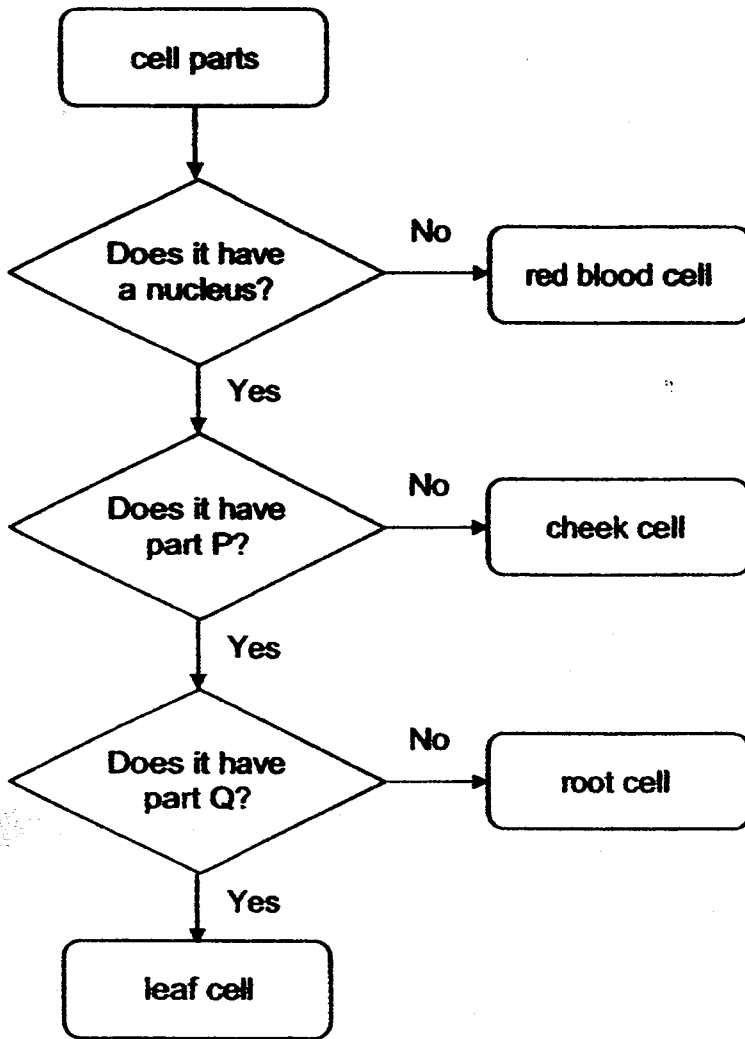 cell parts
Does it have
a nucleus?
No
red blood cell
Yes
Does it have
part P?
No
cheek cell
Yes
Does it have
part Q?
No
root cell
Yes
leaf cell